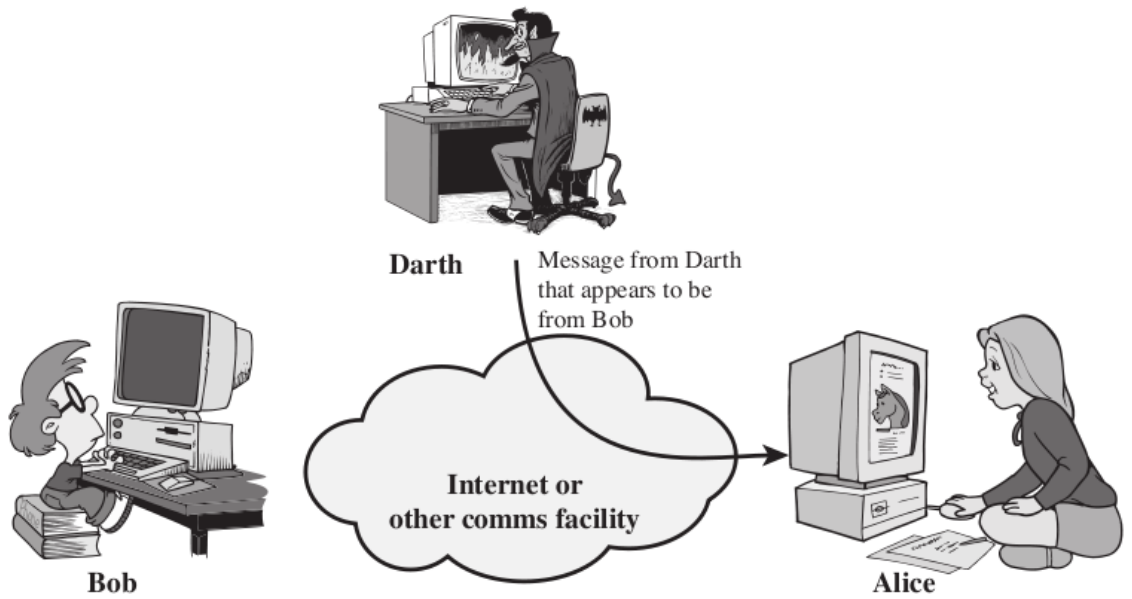 Darth
Message from Darth
that appears to be
from Bob
Internet or
other comms facility
Bob
Alice